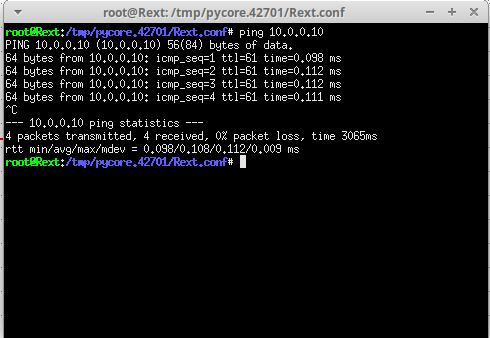 root@Rext: /tmp/pycore.42701/Rext.conf
root@Rext:/tmp/pycore.42701/Rext.conf# ping 10.0.0.10
PING 10.0.0.10 (10.0.0.10) 56(84) bytes of data.
64 bytes from 10.0.0.10: icmp_seq=1 ttl=61 time=0.098 ms
64 bytes from 10.0.0.10: icmp_seq=2 ttl=61 time=0.112 ms
64 bytes from 10.0.0.10: icmp_seq=3 ttl=61 time=0.112 ms
64 bytes from 10.0.0.10: icmp_seq=4 ttl=61 time=0.111 ms
^C
--- 10.0.0.10 ping statistics ---
4 packets transmitted, 4 received, 0% packet loss, time 3065ms
rtt min/avg/max/mdev = 0.098/0.108/0.112/0.009 ms
root@Rext:/tmp/pycore.42701/Rext.conf#